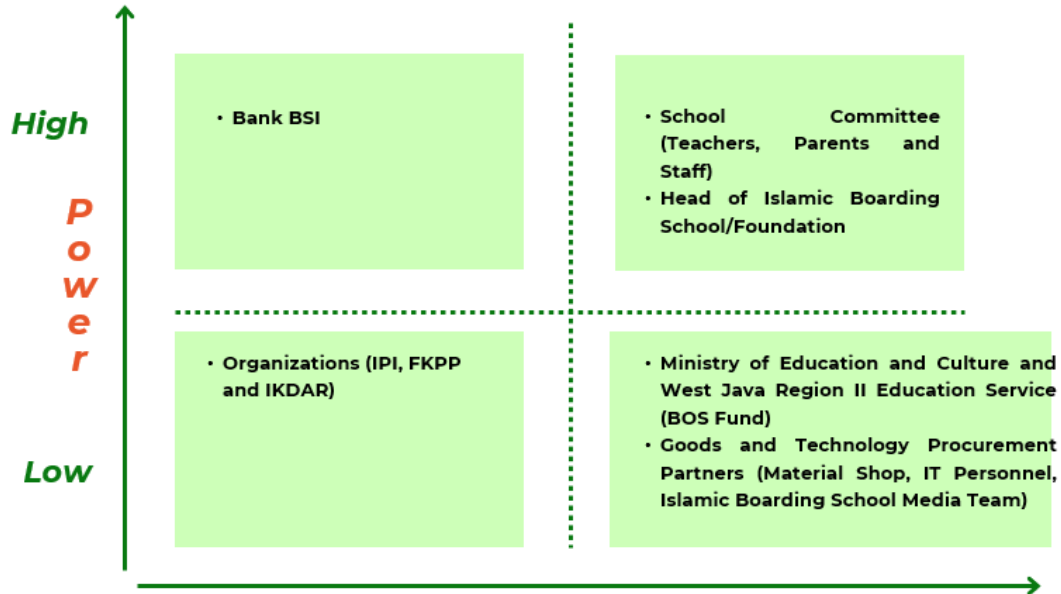 High
Power
Low
• Bank BSI
• School Committee
(Teachers, Parents and
Staff)
• Head of Islamic Boarding
School/Foundation
• Organizations (IPI, FKPP
and IKDAR)
• Ministry of Education and Culture and
West Java Region II Education Service
(BOS Fund)
• Goods and Technology Procurement
Partners (Material Shop, IT Personnel,
Islamic Boarding School Media Team)